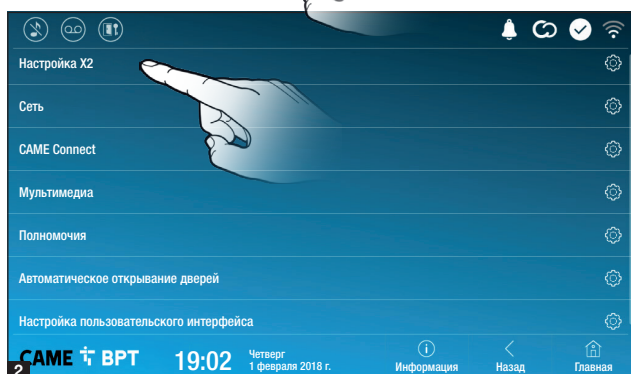 Настройка X2
Сеть
CAME Connect
Мультимедиа
Полномочия
Автоматическое открывание дверей
Настройка пользовательского интерфейса
CAME BPT 19:02 Четверг
1 февраля 2018 г.
Информация Назад Главная
2